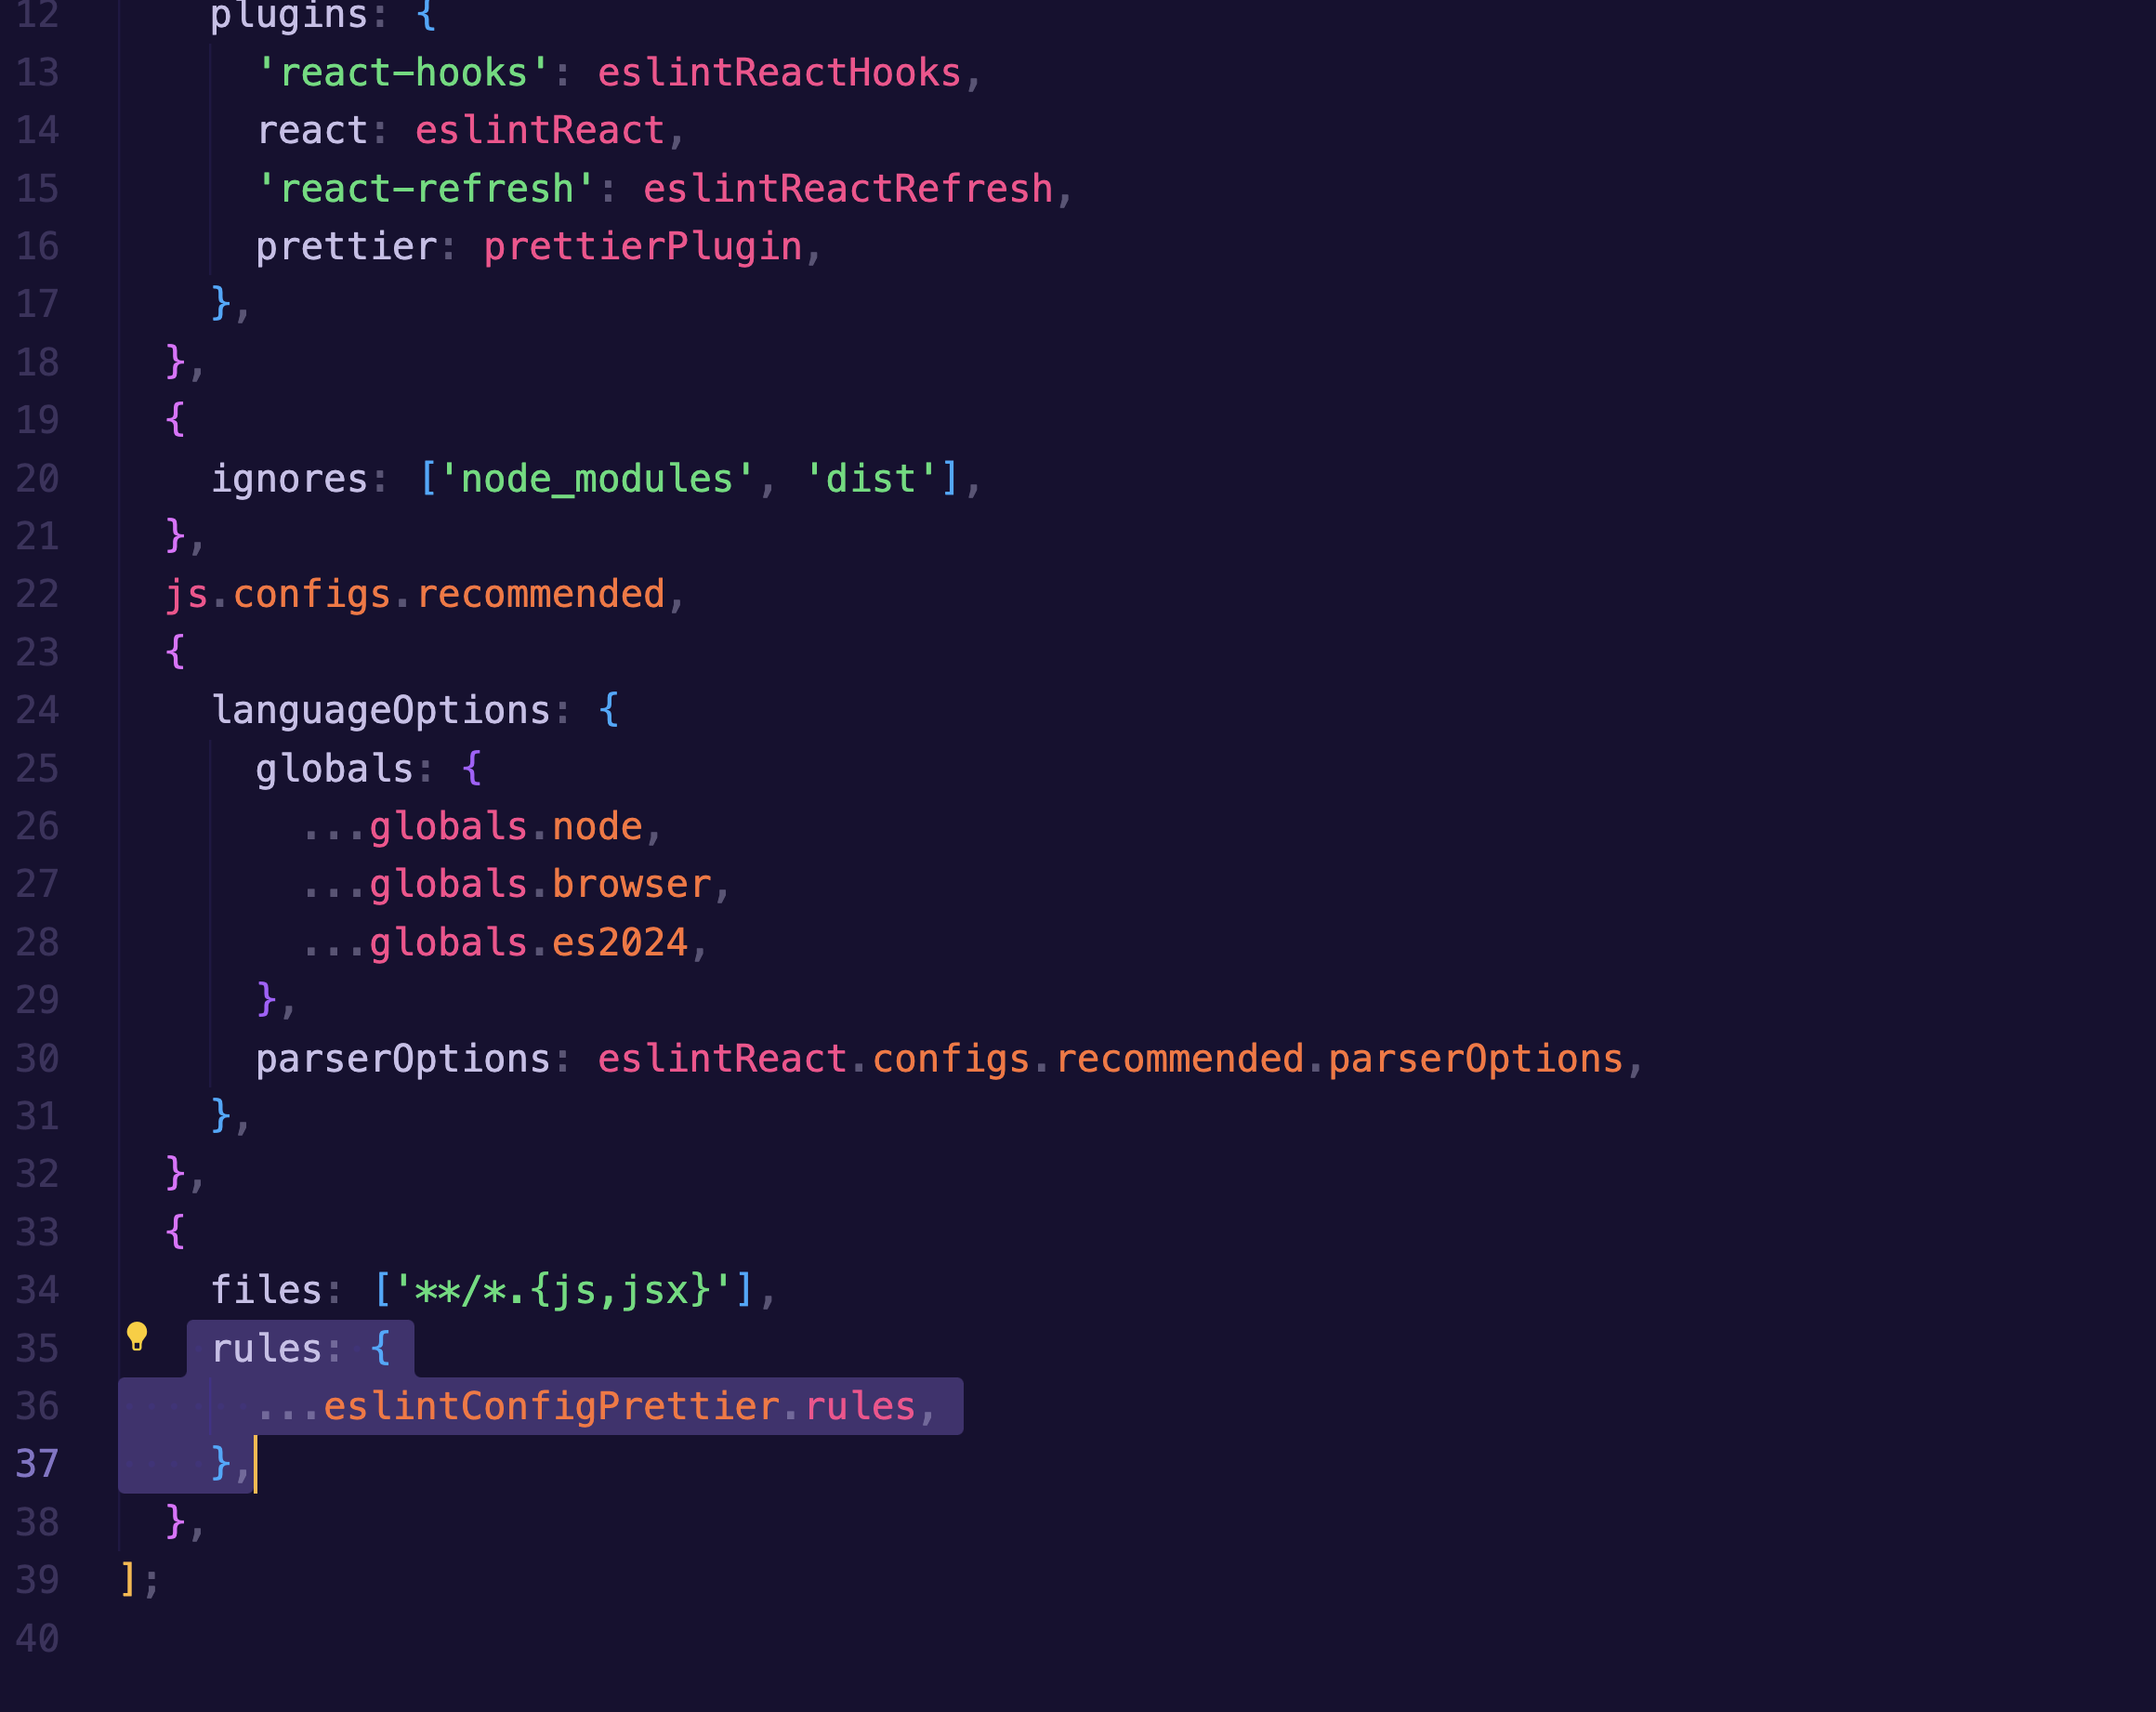 12 plugins: {
13 'react-hooks': eslintReactHooks,
14 react: eslintReact,
15 'react-refresh': eslintReactRefresh,
16 prettier: prettierPlugin,
17 },
18 },
19 {
20 ignores: ['node_modules', 'dist'],
21 },
22 js.configs.recommended,
23 {
24 languageOptions: {
25 globals: {
26 ...globals.node,
27 ...globals.browser,
28 ...globals.es2024,
29 },
30 parserOptions: eslintReact.configs.recommended.parserOptions,
31 },
32 },
33 {
34 files: ['**/*.{js,jsx}'],
35 rules: {
36 ...eslintConfigPrettier.rules,
37 },
38 },
39 ];
40